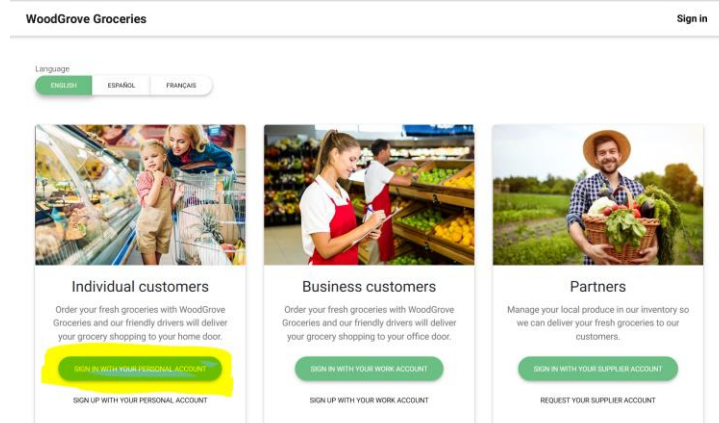 WoodGrove Groceries
Sign in
Language
ENGLISH
ESPAÑOL
FRANÇAIS
Individual customers
Order your fresh groceries with WoodGrove
Groceries and our friendly drivers will deliver
your grocery shopping to your home door.
SIGN IN WITH YOUR PERSONAL ACCOUNT
SIGN UP WITH YOUR PERSONAL ACCOUNT
Business customers
Order your fresh groceries with WoodGrove
Groceries and our friendly drivers will deliver
your grocery shopping to your office door.
SIGN IN WITH YOUR WORK ACCOUNT
SIGN UP WITH YOUR WORK ACCOUNT
Partners
Manage your local produce in our inventory so
we can deliver your fresh groceries to our
customers.
SIGN IN WITH YOUR SUPPLIER ACCOUNT
REQUEST YOUR SUPPLIER ACCOUNT